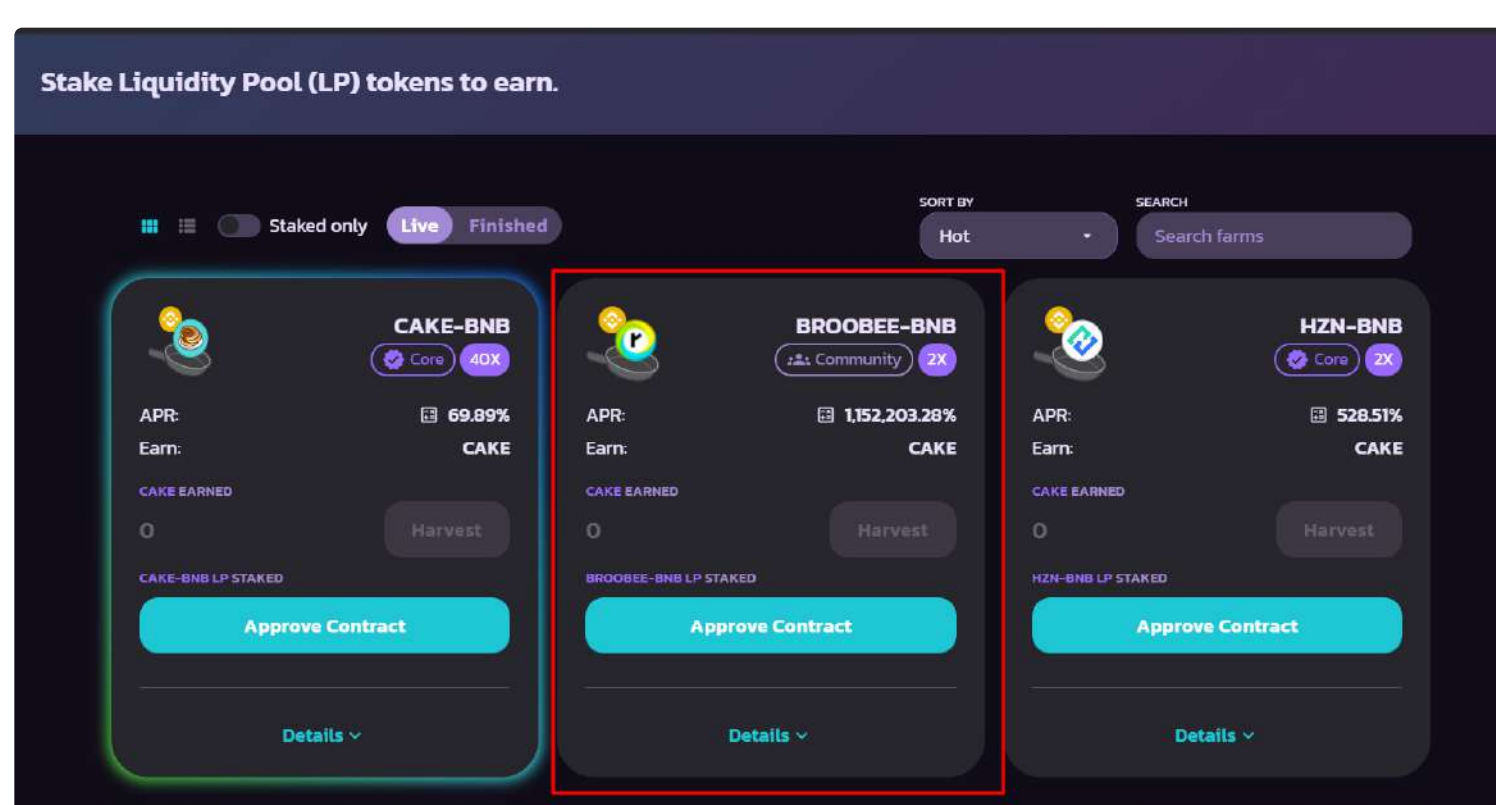 Stake Liquidity Pool (LP) tokens to earn.
SORT BY
SEARCH
Staked only
Live
Finished
Hot
Search farms
CAKE-BNB
Core
40X
APR:
69.89%
Earn:
CAKE
CAKE EARNED
0
Harvest
CAKE-BNB LP STAKED
Approve Contract
Details
BROOBEE-BNB
Community
2X
APR:
1,152,203.28%
Earn:
CAKE
CAKE EARNED
0
Harvest
BROOBEE-BNB LP STAKED
Approve Contract
Details
HZN-BNB
Core
2X
APR:
528.51%
Earn:
CAKE
CAKE EARNED
0
Harvest
HZN-BNB LP STAKED
Approve Contract
Details